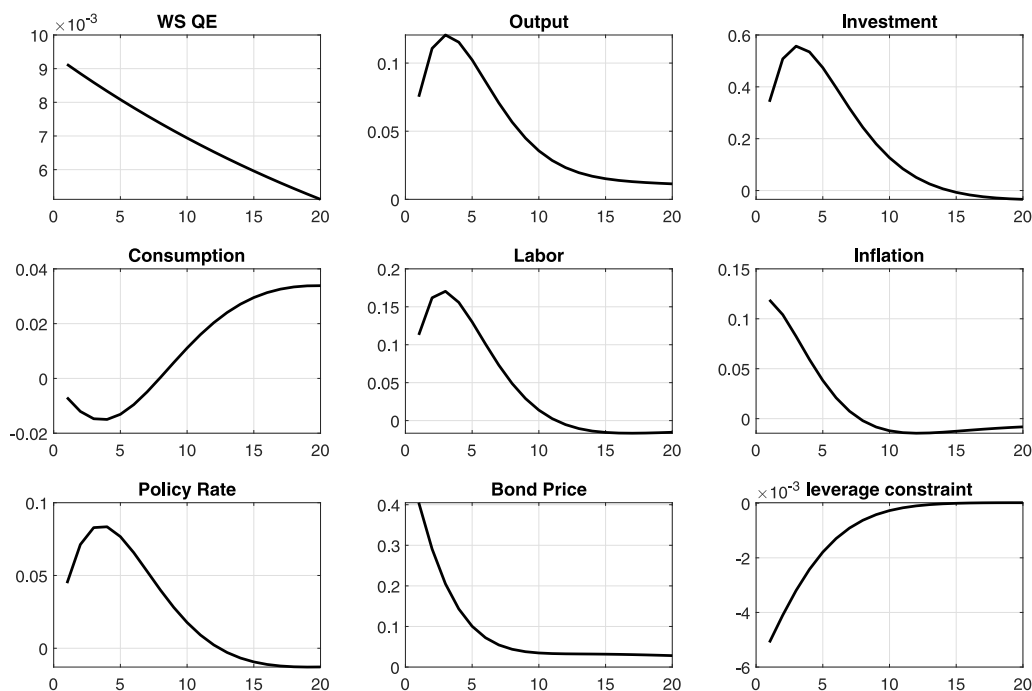 WS QE
×10-3
10
9
8
7
6
0 5 10 15 20
Output
0.1
0.05
0
0 5 10 15 20
Investment
0.6
0.4
0.2
0
0 5 10 15 20
Consumption
0.04
0.02
0
-0.02
0 5 10 15 20
Labor
0.2
0.15
0.1
0.05
0
0 5 10 15 20
Inflation
0.15
0.1
0.05
0
0 5 10 15 20
Policy Rate
0.1
0.05
0
0 5 10 15 20
Bond Price
0.4
0.3
0.2
0.1
0
0 5 10 15 20
×10-3 leverage constraint
0
-2
-4
-6
0 5 10 15 20